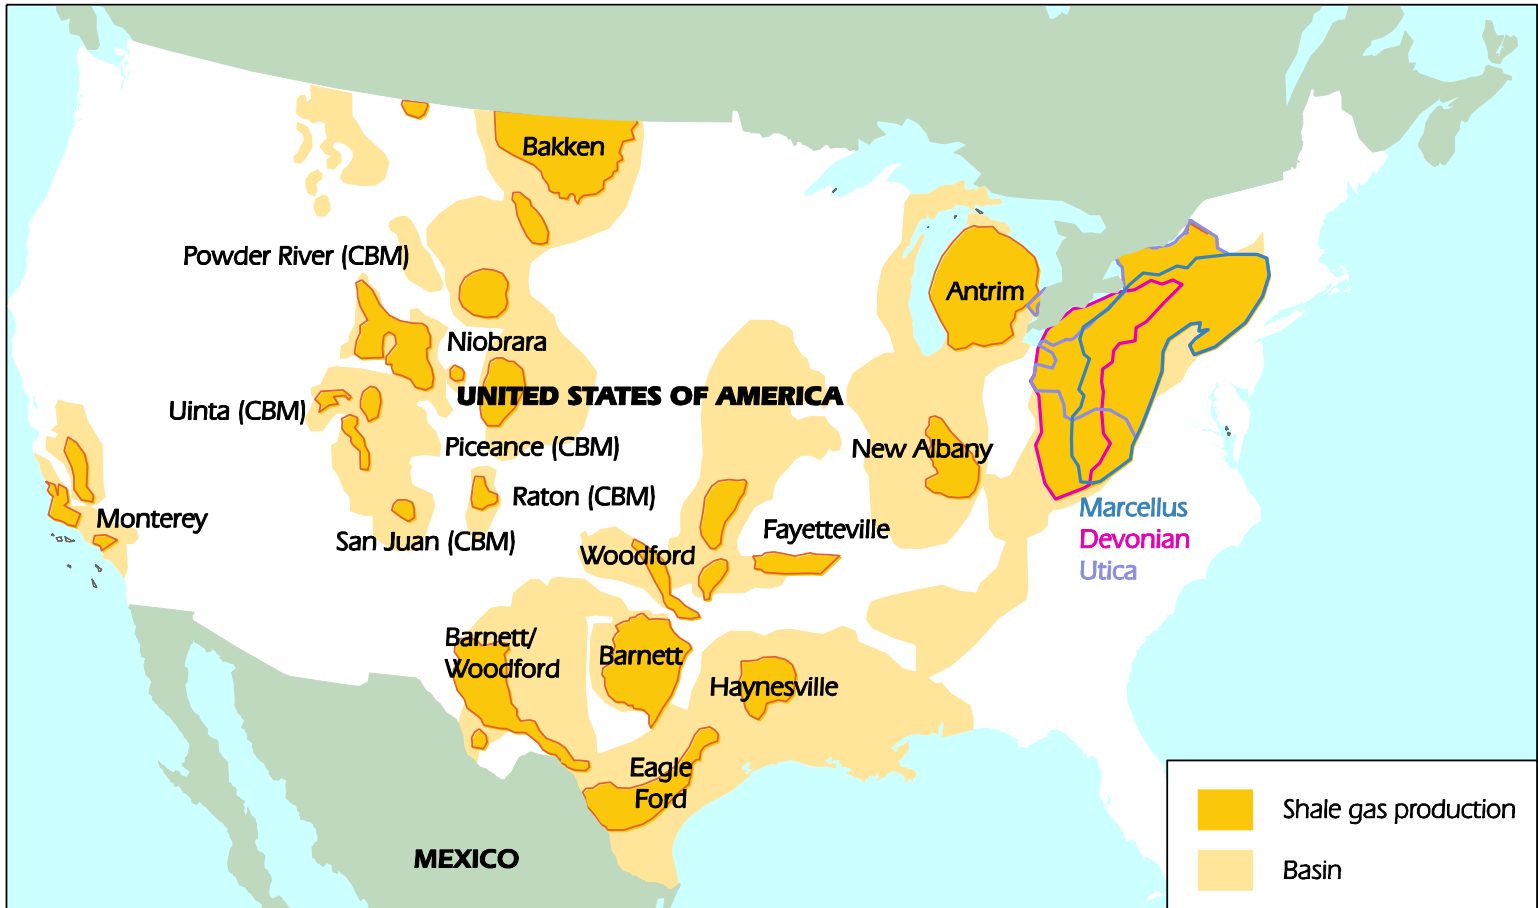 Bakken
Powder River (CBM)
Antrim
Niobrara
UNITED STATES OF AMERICA
Uinta (CBM)
Piceance (CBM)
New Albany
Raton (CBM)
Monterey
San Juan (CBM)
Fayetteville
Woodford
Marcellus
Devonian
Utica
Barnett/
Woodford
Barnett
Haynesville
Eagle
Ford
MEXICO
Shale gas production
Basin